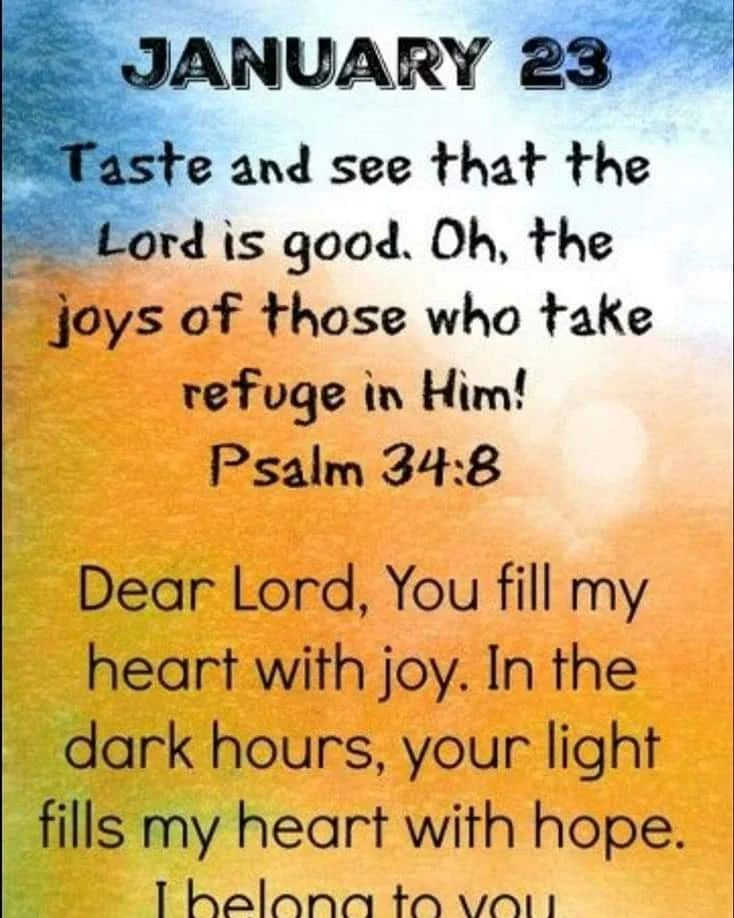 JANUARY 23
Taste and see that the
Lord is good. Oh, the
joys of those who take
refuge in Him!
Psalm 34:8
Dear Lord, You fill my
heart with joy. In the
dark hours, your light
fills my heart with hope.
I belong to you